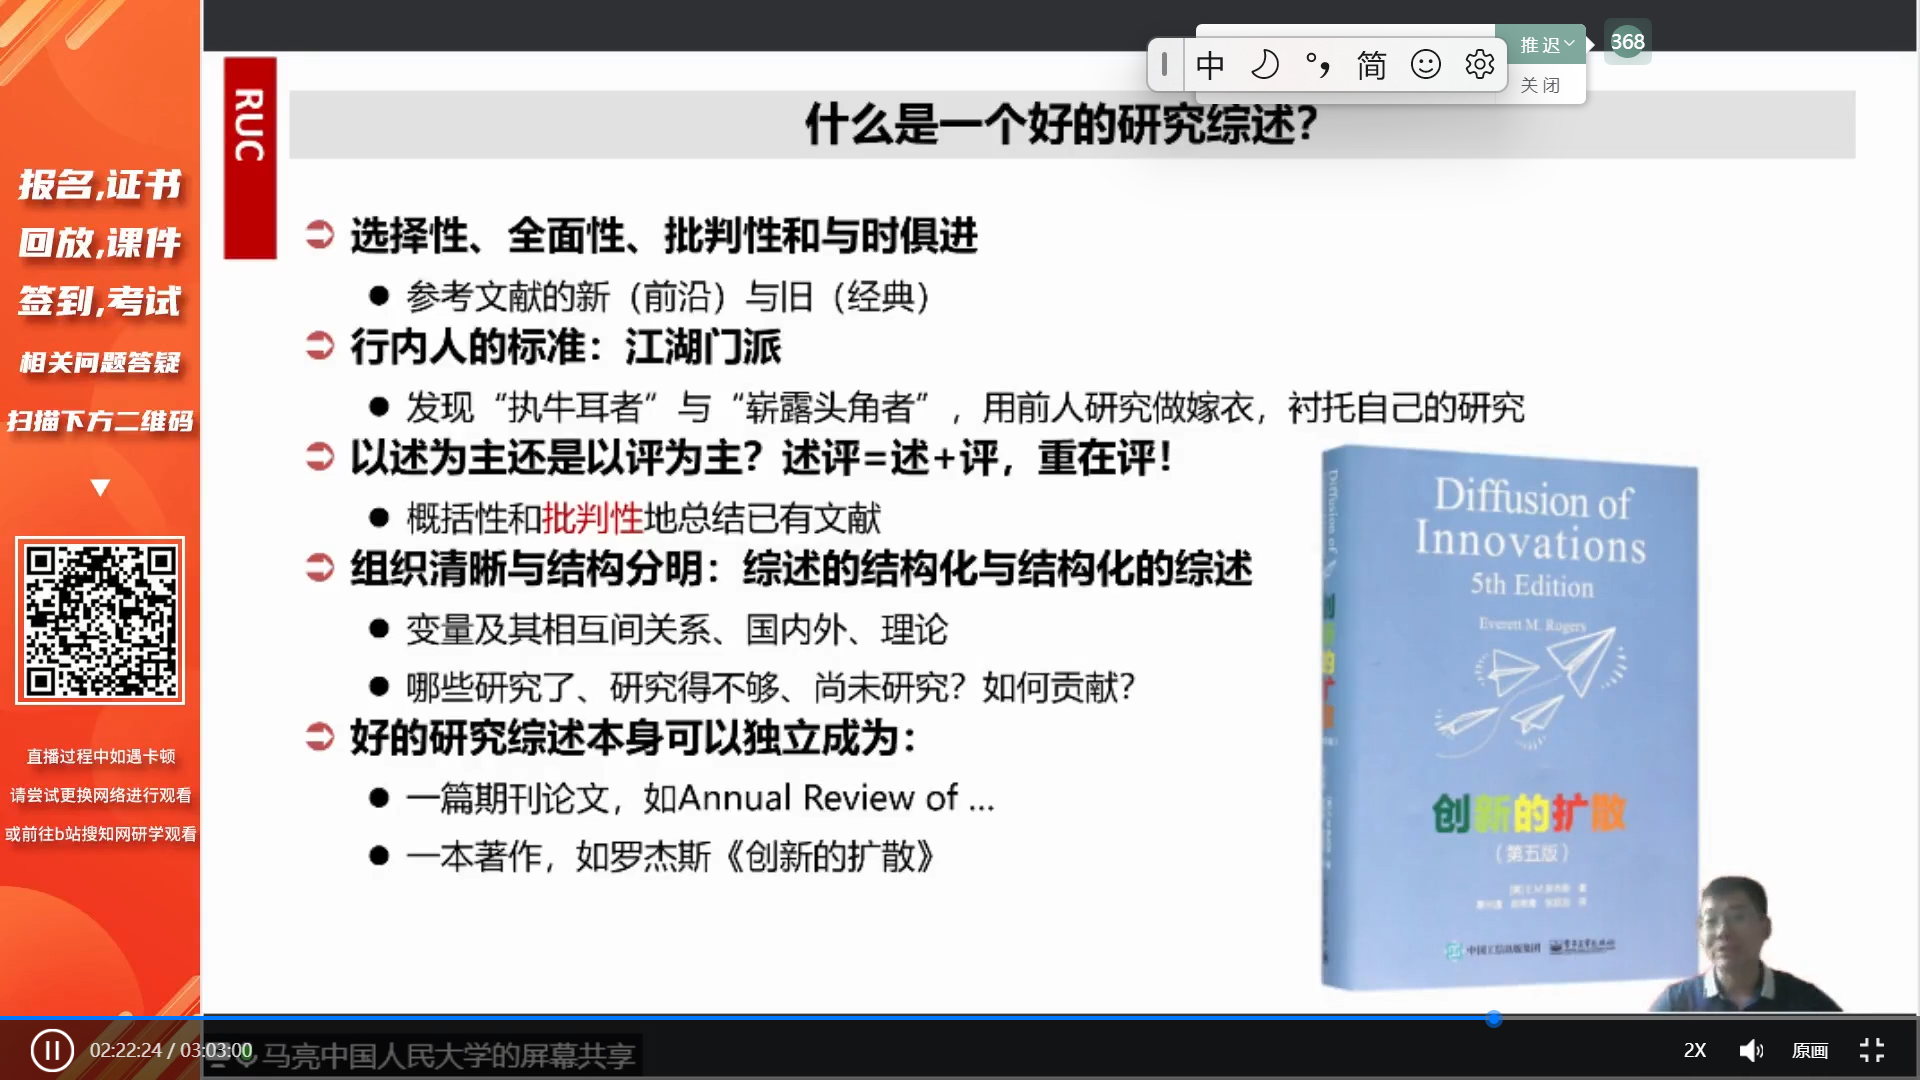 报名,证书
回放,课件
签到,考试
相关问题答疑
扫描下方二维码
直播过程中如遇卡顿
请尝试更换网络进行观看
或前往b站搜知网研学观看
中 简
推迟
关闭
368
RUC
什么是一个好的研究综述?
选择性、全面性、批判性和与时俱进
参考文献的新（前沿）与旧（经典）
行内人的标准：江湖门派
发现“执牛耳者”与“崭露头角者”，用前人研究做嫁衣，衬托自己的研究
以述为主还是以评为主？述评=述+评，重在评！
概括性和批判性地总结已有文献
组织清晰与结构分明：综述的结构化与结构化的综述
变量及其相互间关系、国内外、理论
哪些研究了、研究得不够、尚未研究？如何贡献？
好的研究综述本身可以独立成为：
一篇期刊论文，如Annual Review of ...
一本著作，如罗杰斯《创新的扩散》
Diffusion of
Innovations
5th Edition
Everett M. Rogers
创新的扩散
（第五版）
中国工信出版集团
02:22:24 / 03:03:00
马亮中国人民大学的屏幕共享
2X
原画